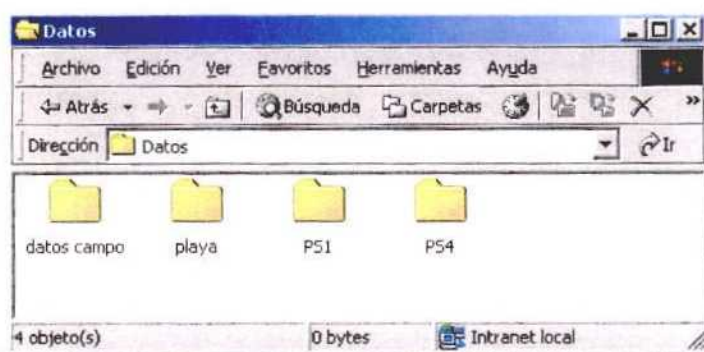 Datos
Archivo Edición Ver Favoritos Herramientas Ayuda
Atrás Búsqueda Carpetas »
Dirección Datos Ir
datos campo playa PS1 PS4
4 objeto(s) 0 bytes Intranet local